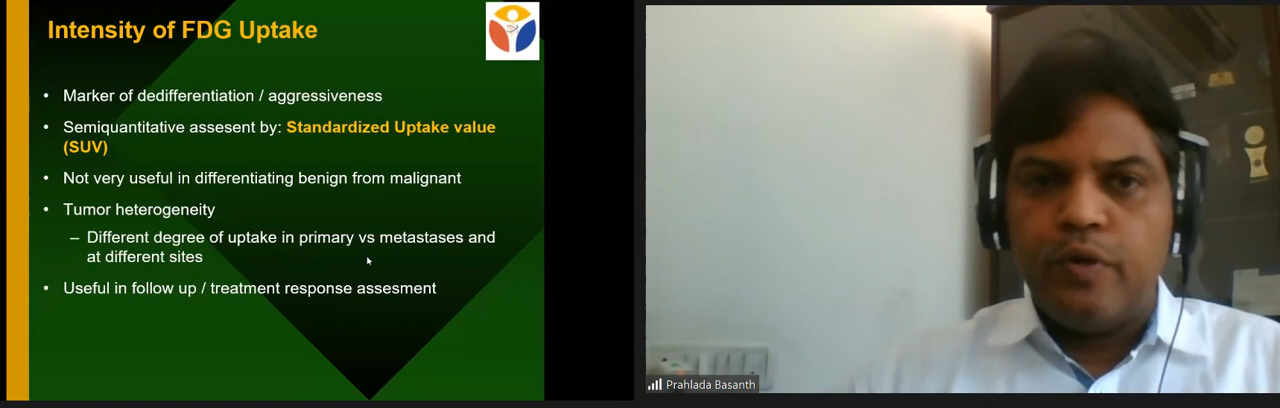 Intensity of FDG Uptake
• Marker of dedifferentiation / aggressiveness
• Semiquantitative assesent by: Standardized Uptake value
(SUV)
• Not very useful in differentiating benign from malignant
• Tumor heterogeneity
– Different degree of uptake in primary vs metastases and
at different sites
• Useful in follow up / treatment response assesment
Prahlada Basanth